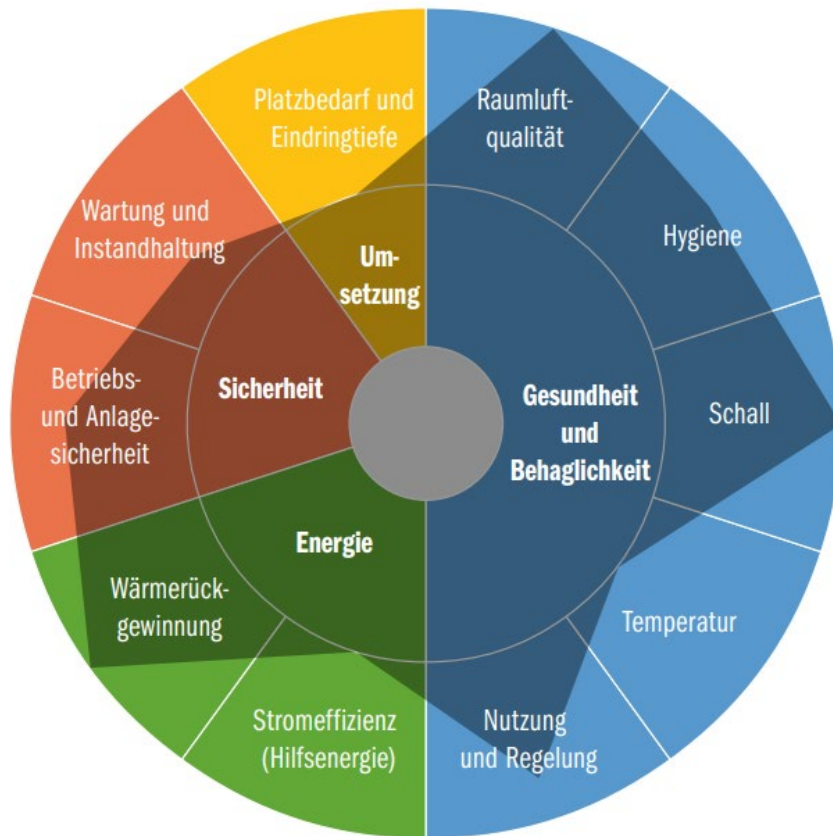 Platzbedarf und
Eindringtiefe
Raumluft-
qualität
Wartung und
Instandhaltung
Hygiene
Um-
setzung
Betriebs-
und Anlage-
sicherheit
Sicherheit
Gesundheit
und
Behaglichkeit
Schall
Energie
Wärmerück-
gewinnung
Temperatur
Stromeffizienz
(Hilfsenergie)
Nutzung
und Regelung